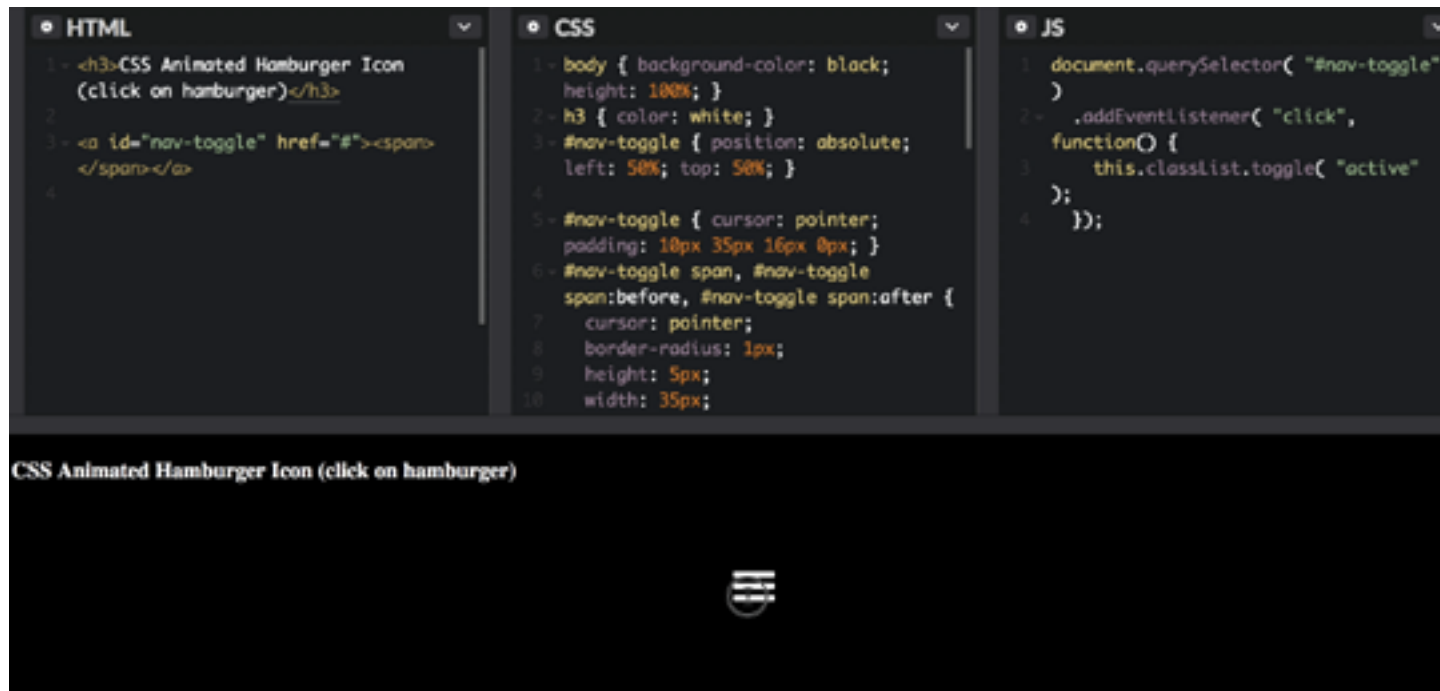 HTML
1 <h3>CSS Animated Hamburger Icon
(click on hamburger)</h3>
2
3 <a id="nav-toggle" href="#"><span>
</span></a>
4
CSS
1 body { background-color: black;
height: 100%; }
2 h3 { color: white; }
3 #nav-toggle { position: absolute;
left: 50%; top: 50%; }
4
5 #nav-toggle { cursor: pointer;
padding: 10px 35px 16px 0px; }
6 #nav-toggle span, #nav-toggle
span:before, #nav-toggle span:after {
7 cursor: pointer;
8 border-radius: 1px;
9 height: 5px;
10 width: 35px;
JS
1 document.querySelector( "#nav-toggle"
)
2 .addEventListener( "click",
function() {
3 this.classList.toggle( "active"
);
4 });
CSS Animated Hamburger Icon (click on hamburger)